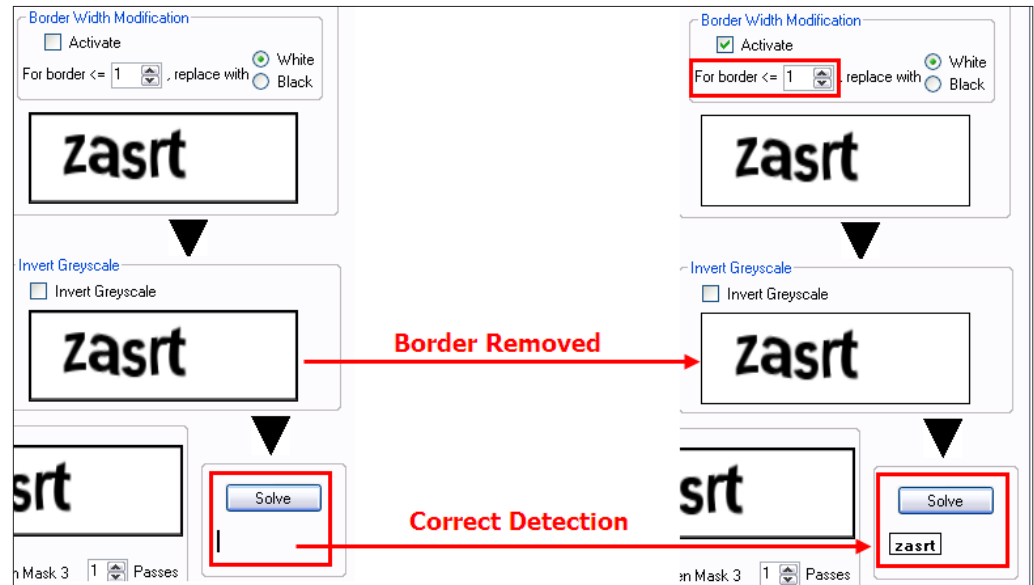 Border Width Modification
Activate
For border <= 1 , replace with
White
Black
zasrt
Invert Greyscale
Invert Greyscale
zasrt
srt
Solve
n Mask 3 1 Passes
Border Removed
Correct Detection
Border Width Modification
Activate
For border <= 1 , replace with
White
Black
zasrt
Invert Greyscale
Invert Greyscale
zasrt
srt
Solve
zasrt
en Mask 3 1 Passes